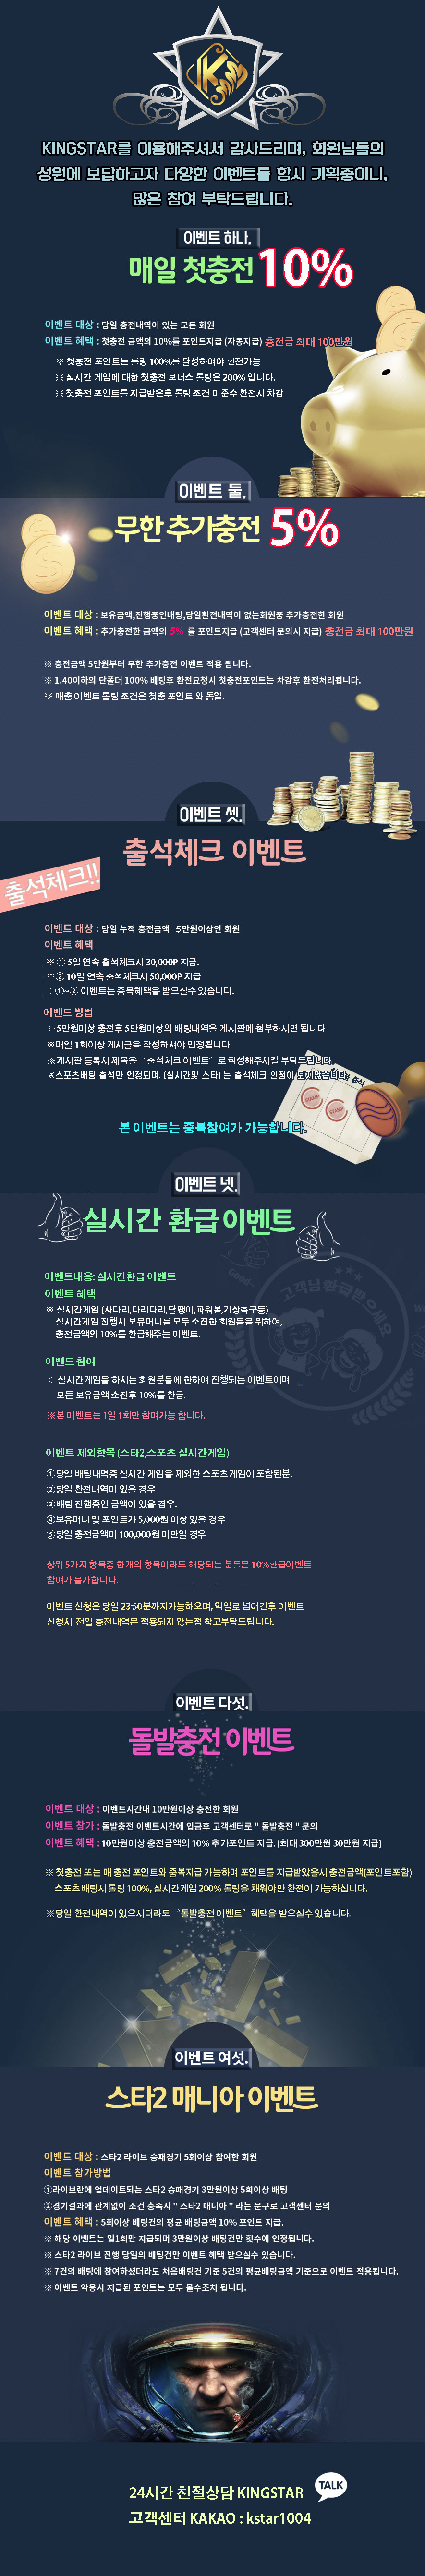 KINGSTAR를 이용해주셔서 감사드리며, 회원님들의
성원에 보답하고자 다양한 이벤트를 항시 기획중이니,
많은 참여 부탁드립니다.
이벤트 하나.
매일 첫충전 10%
이벤트 대상 : 당일 충전내역이 있는 모든 회원
이벤트 혜택 : 첫충전 금액의 10%를 포인트지급 (자동지급) 충전금 최대 100만원
※ 첫충전 포인트는 롤링 100%를 달성하여야 환전가능.
※ 실시간 게임에 대한 첫충전 보너스 롤링은 200% 입니다.
※ 첫충전 포인트를 지급받은후 롤링 조건 미준수 환전시 차감.
이벤트 둘.
무한 추가충전 5%
이벤트 대상 : 보유금액,진행중인배팅,당일환전내역이 없는회원중 추가충전한 회원
이벤트 혜택 : 추가충전한 금액의 5% 를 포인트지급 (고객센터 문의시 지급) 충전금 최대 100만원
※ 충전금액 5만원부터 무한 추가충전 이벤트 적용 됩니다.
※ 1.40이하의 단폴더 100% 배팅후 환전요청시 첫충전포인트는 차감후 환전처리됩니다.
※ 매충 이벤트 롤링 조건은 첫충 포인트 와 동일.
이벤트 셋.
출석체크 이벤트
출석체크!!
이벤트 대상 : 당일 누적 충전금액 5만원이상인 회원
이벤트 혜택
※ ① 5일 연속 출석체크시 30,000P 지급.
※② 10일 연속 출석체크시 50,000P 지급.
※①~② 이벤트는 중복혜택을 받으실수 있습니다.
이벤트 방법
※5만원이상 충전후 5만원이상의 배팅내역을 게시판에 첨부하시면 됩니다.
※매일 1회이상 게시글을 작성하셔야 인정됩니다.
※게시판 등록시 제목을 “출석체크 이벤트” 로 작성해주시길 부탁드립니다.
※스포츠배팅 출석만 인정되며. (실시간및 스타) 는 출석체크 인정이 되지않습니다.
출석
본 이벤트는 중복참여가 가능합니다.
이벤트 넷.
실시간 환급 이벤트
고객님 환급받으세요
이벤트내용: 실시간환급 이벤트
이벤트 혜택
※ 실시간게임 (사다리,다리다리,달팽이,파워볼,가상축구등)
실시간게임 진행시 보유머니를 모두 소진한 회원들을 위하여,
충전금액의 10%를 환급해주는 이벤트.
이벤트 참여
※ 실시간게임을 하시는 회원분들에 한하여 진행되는 이벤트이며,
모든 보유금액 소진후 10%를 환급.
※본 이벤트는 1일 1회만 참여가능 합니다.
이벤트 제외항목 (스타2,스포츠 실시간게임)
①당일 배팅내역중 실시간 게임을 제외한 스포츠게임이 포함된분.
②당일 환전내역이 있을 경우.
③배팅 진행중인 금액이 있을 경우.
④보유머니 및 포인트가 5,000원 이상 있을 경우.
⑤당일 충전금액이 100,000원 미만일 경우.
상위 5가지 항목중 한개의 항목이라도 해당되는 분들은 10%환급이벤트
참여가 불가합니다.
이벤트 신청은 당일 23:50분까지가능하오며, 익일로 넘어간후 이벤트
신청시 전일 충전내역은 적용되지 않는점 참고부탁드립니다.
이벤트 다섯.
돌발충전 이벤트
이벤트 대상 : 이벤트시간내 10만원이상 충전한 회원
이벤트 참가 : 돌발충전 이벤트시간에 입금후 고객센터로 " 돌발충전 " 문의
이벤트 혜택 : 10만원이상 충전금액의 10% 추가포인트 지급. (최대 300만원 30만원 지급)
※ 첫충전 또는 매 충전 포인트와 중복지급 가능하며 포인트를 지급받았을시 충전금액(포인트포함)
스포츠배팅시 롤링 100%, 실시간게임 200% 롤링을 채워야만 환전이 가능하십니다.
※당일 환전내역이 있으시더라도 “돌발충전 이벤트”혜택을 받으실수 있습니다.
이벤트 여섯.
스타2 매니아 이벤트
이벤트 대상 : 스타2 라이브 승패경기 5회이상 참여한 회원
이벤트 참가방법
①라이브란에 업데이트되는 스타2 승패경기 3만원이상 5회이상 배팅
②경기결과에 관계없이 조건 충족시 " 스타2 매니아 " 라는 문구로 고객센터 문의
이벤트 혜택 : 5회이상 배팅건의 평균 배팅금액 10% 포인트 지급.
※ 해당 이벤트는 일1회만 지급되며 3만원이상 배팅건만 횟수에 인정됩니다.
※ 스타2 라이브 진행 당일의 배팅건만 이벤트 혜택 받으실수 있습니다.
※ 7건의 배팅에 참여하셨더라도 처음배팅건 기준 5건의 평균배팅금액 기준으로 이벤트 적용됩니다.
※ 이벤트 악용시 지급된 포인트는 모두 몰수조치 됩니다.
24시간 친절상담 KINGSTAR
TALK
고객센터 KAKAO : kstar1004